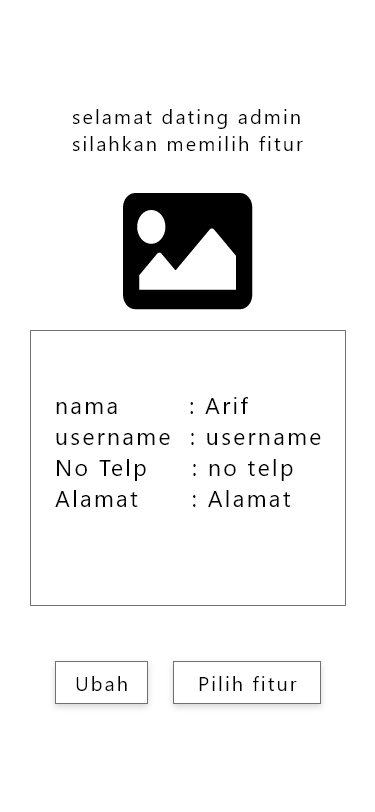 selamat dating admin
silahkan memilih fitur
nama : Arif
username : username
No Telp : no telp
Alamat : Alamat
Ubah
Pilih fitur